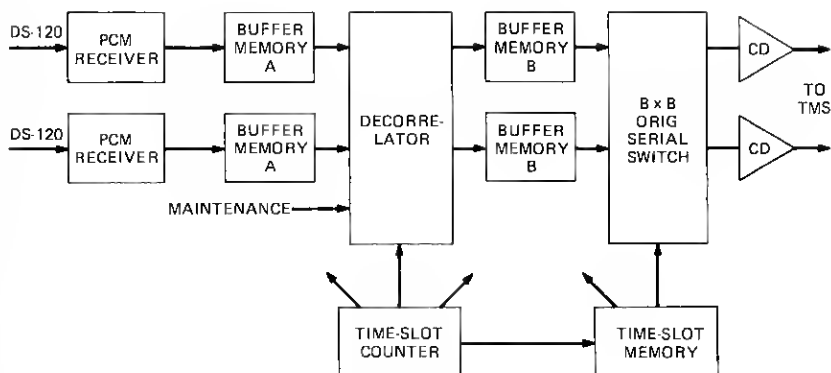 DS-120
PCM
RECEIVER
BUFFER
MEMORY
A
DECORRE-
LATOR
BUFFER
MEMORY
B
B x B
ORIG
SERIAL
SWITCH
CD
TO
TMS
DS-120
PCM
RECEIVER
BUFFER
MEMORY
A
BUFFER
MEMORY
B
CD
MAINTENANCE
TIME-SLOT
COUNTER
TIME-SLOT
MEMORY